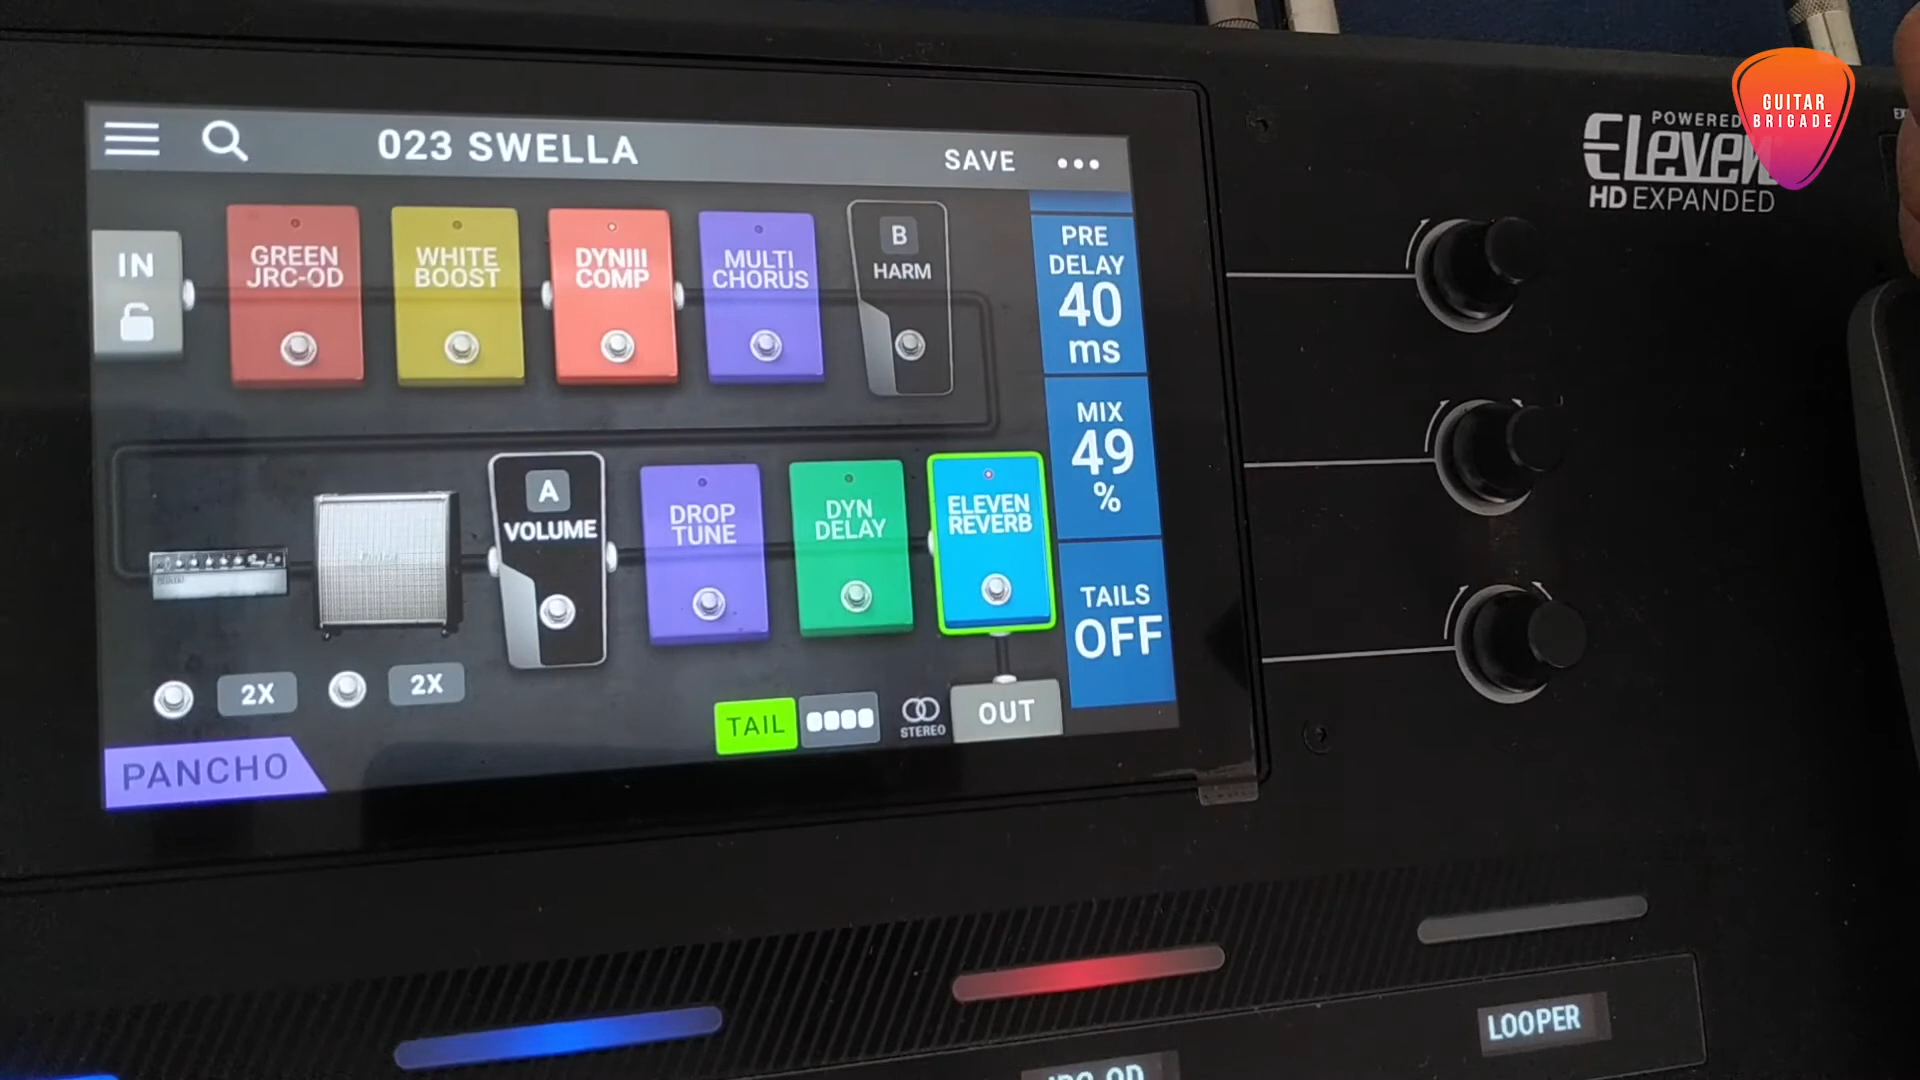 023 SWELLA
SAVE
IN
GREEN
JRC-OD
WHITE
BOOST
DYNIII
COMP
MULTI
CHORUS
B
HARM
PRE
DELAY
40
ms
MIX
49
%
TAILS
OFF
A
VOLUME
DROP
TUNE
DYN
DELAY
ELEVEN
REVERB
2X
2X
TAIL
STEREO
OUT
PANCHO
POWERED
ELEVEN
HD EXPANDED
GUITAR
BRIGADE
LOOPER
JRC-OD